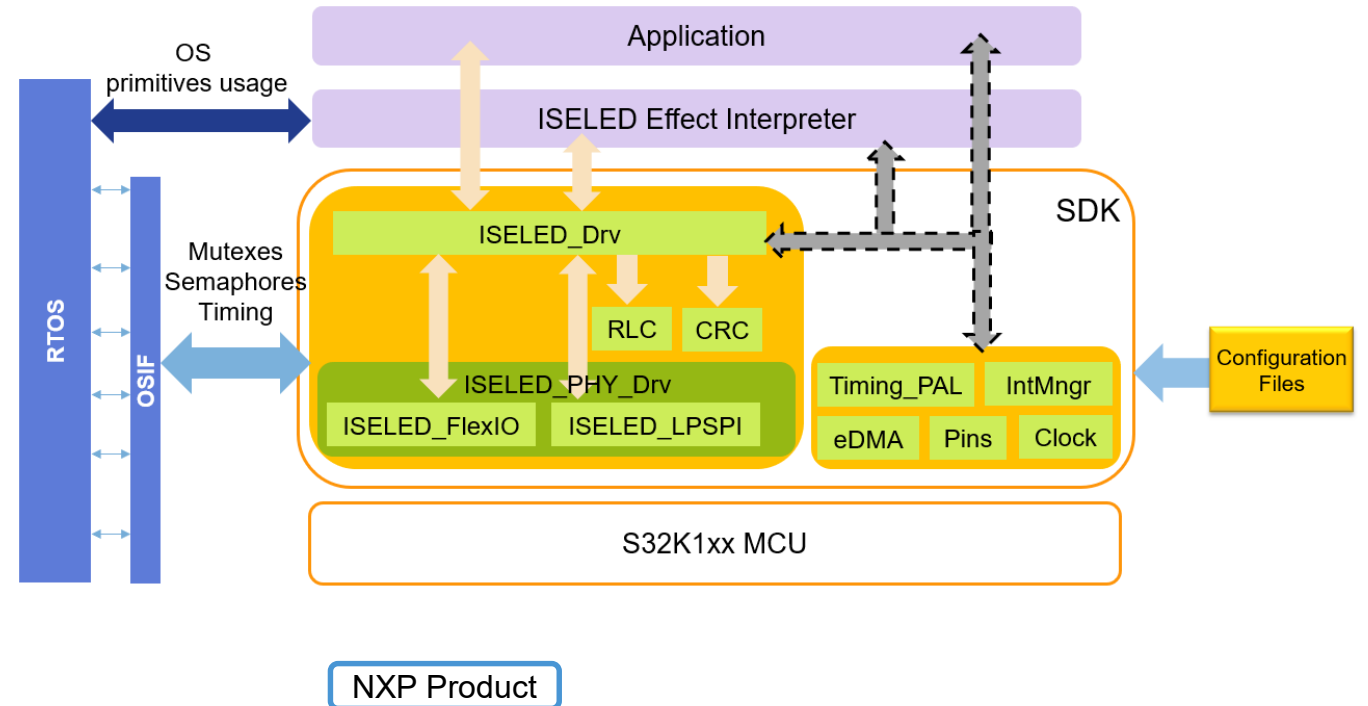 Application
OS
primitives usage
ISELED Effect Interpreter
SDK
ISELED_Drv
Mutexes
Semaphores
Timing
RTOS
OSIF
RLC
CRC
ISELED_PHY_Drv
ISELED_FlexIO
ISELED_LPSPI
Timing_PAL
IntMngr
eDMA
Pins
Clock
Configuration
Files
S32K1xx MCU
NXP Product